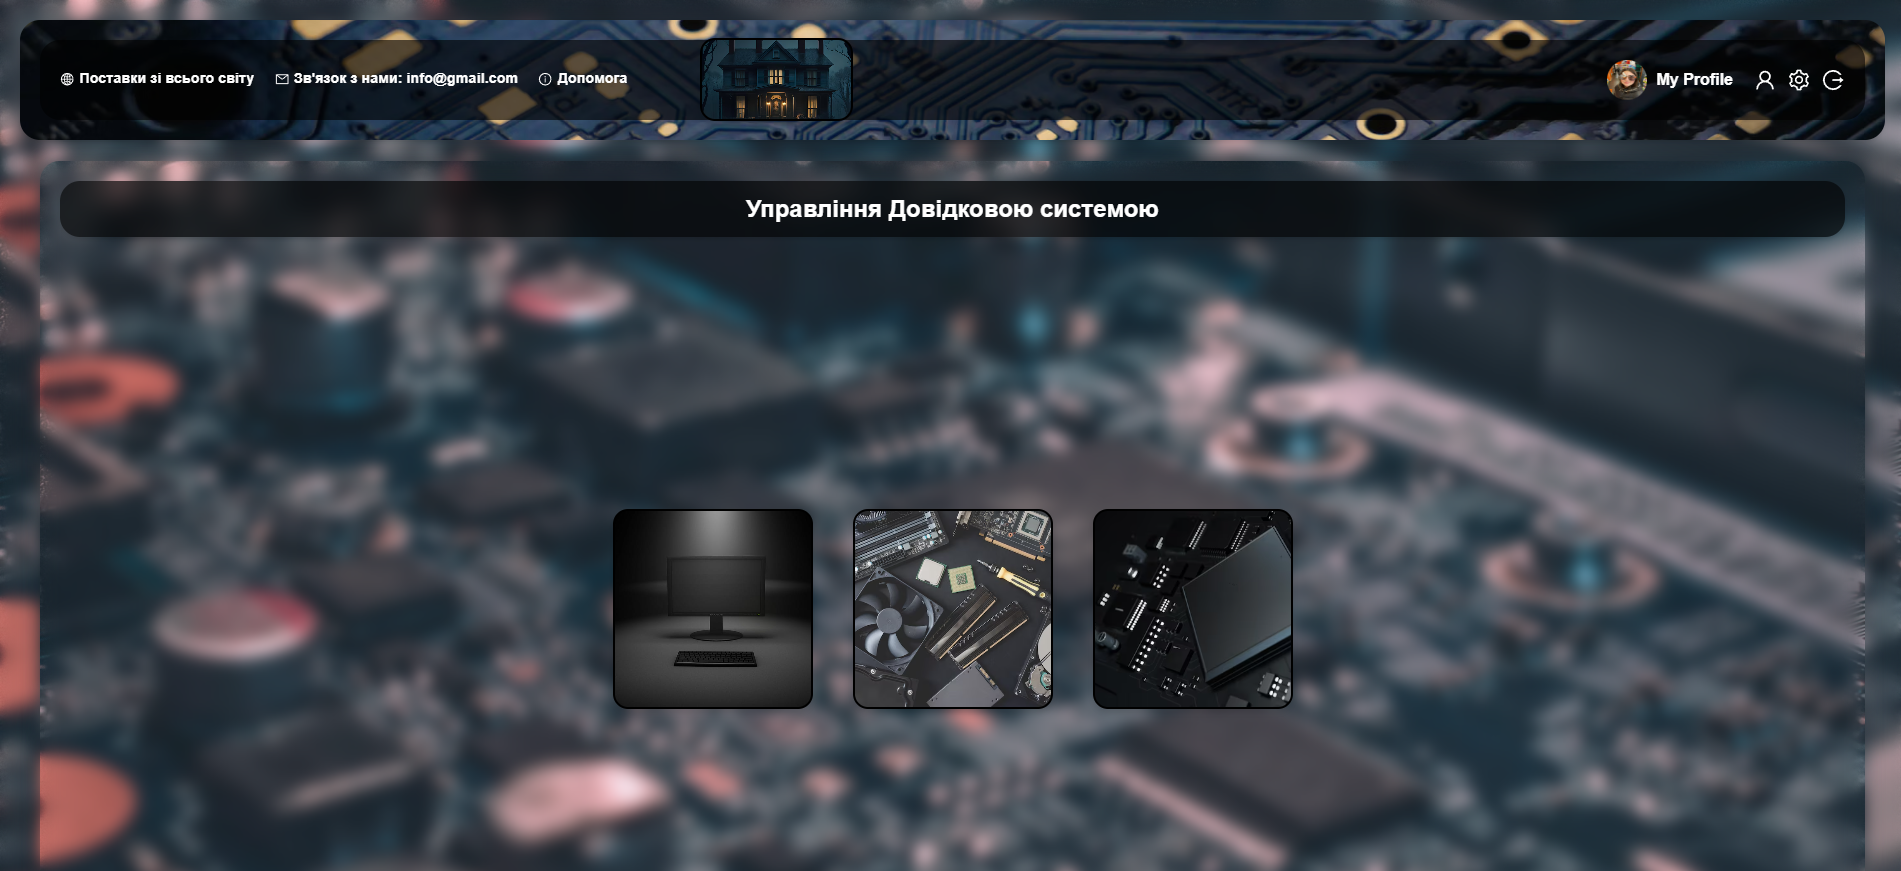 Поставки зі всього світу
Зв'язок з нами: info@gmail.com
Допомога
My Profile
Управління Довідковою системою